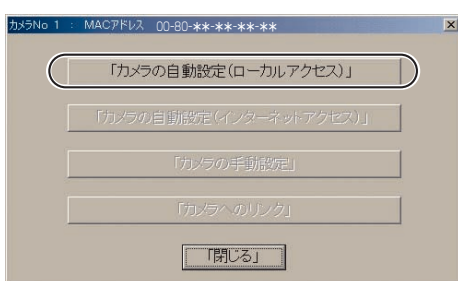 カメラNo 1 : MACアドレス 00-80-**-**-**-**
「カメラの自動設定(ローカルアクセス)」
「カメラの自動設定(インターネットアクセス)」
「カメラの手動設定」
「カメラへのリンク」
「閉じる」